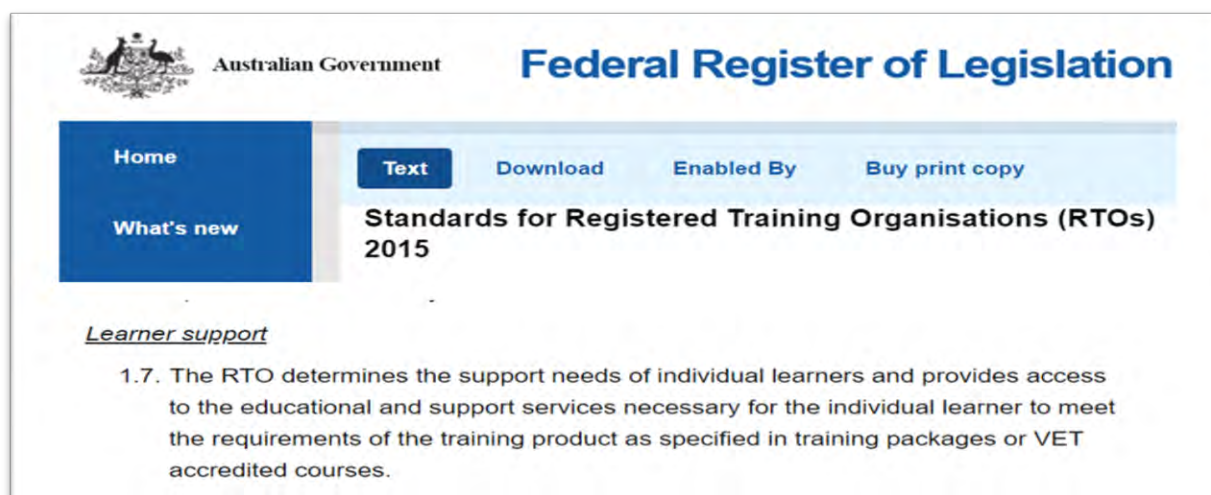 Australian Government
Federal Register of Legislation
Home
Text Download Enabled By Buy print copy
What's new
Standards for Registered Training Organisations (RTOs)
2015
Learner support
1.7. The RTO determines the support needs of individual learners and provides access
to the educational and support services necessary for the individual learner to meet
the requirements of the training product as specified in training packages or VET
accredited courses.